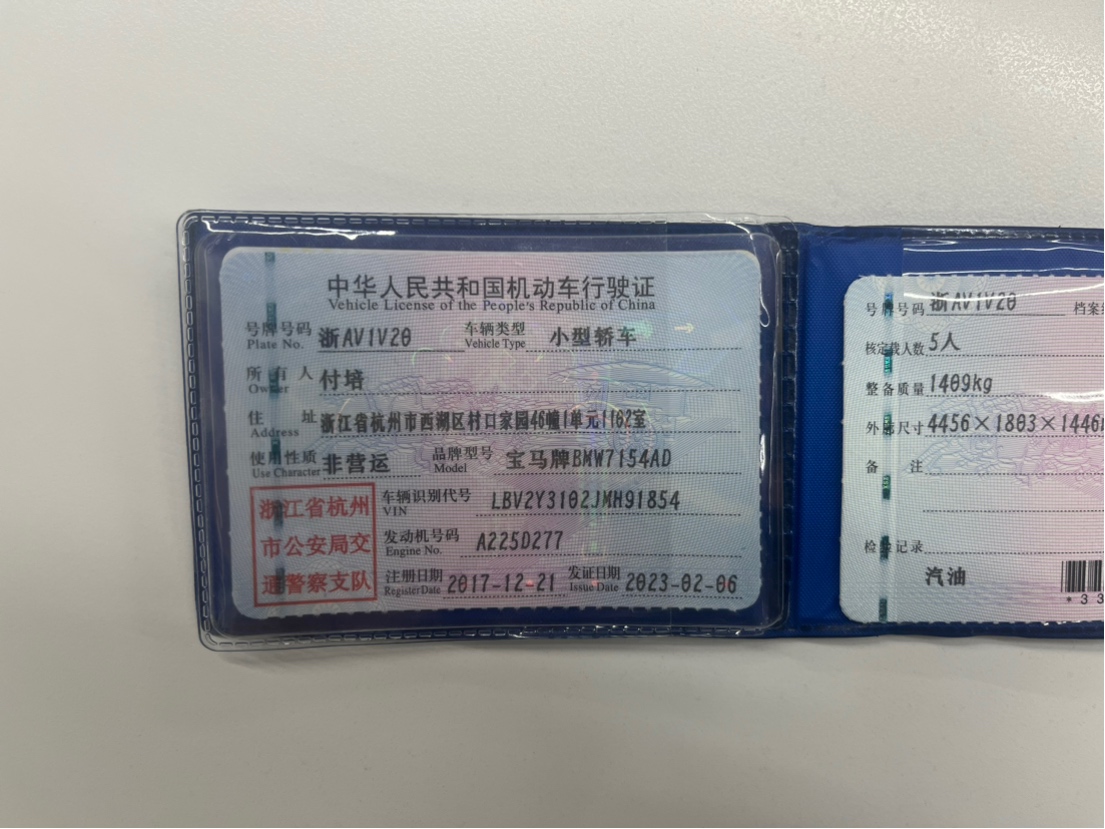 中华人民共和国机动车行驶证
Vehicle License of the People's Republic of China
号牌号码 浙AV1V20 车辆类型 小型轿车
Plate No. Vehicle Type
所有人 付培
Owner
住址 浙江省杭州市西湖区村口家园46幢1单元1162室
Address
使用性质 非营运 品牌型号 宝马牌BMW7154AD
Use Character Model
浙江省杭州
市公安局交
通警察支队
车辆识别代号 LBV2Y3102JMH91854
VIN
发动机号码 A225D277
Engine No.
注册日期 2017-12-21 发证日期 2023-02-06
Register Date Issue Date
号牌号码 浙AV1V20 档案
核定载人数 5人
整备质量 1409kg
外廓尺寸 4456×1803×1446
备注
检验记录
汽油
*33